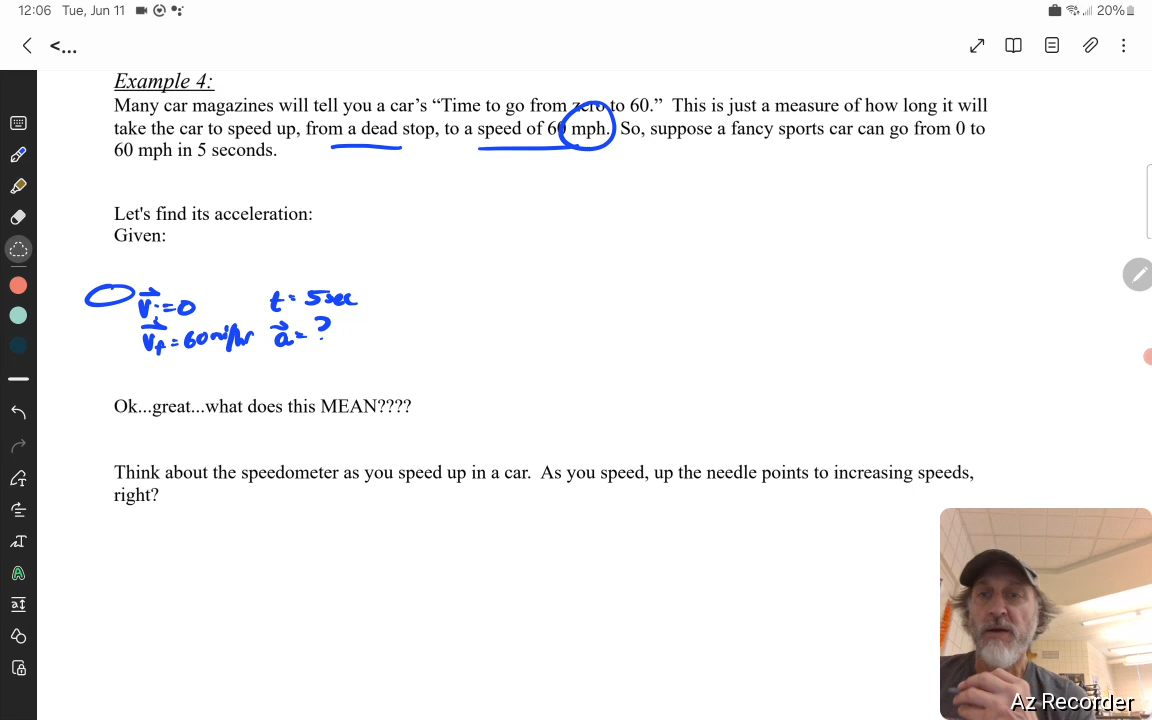 12:06 Tue, Jun 11 20%
<...
Example 4:
Many car magazines will tell you a car's “Time to go from zero to 60.” This is just a measure of how long it will
take the car to speed up, from a dead stop, to a speed of 60 mph. So, suppose a fancy sports car can go from 0 to
60 mph in 5 seconds.
Let's find its acceleration:
Given:
v⃗i = 0 t = 5 sec
v⃗f = 60 mi/hr a⃗ = ?
Ok...great...what does this MEAN????
Think about the speedometer as you speed up in a car. As you speed, up the needle points to increasing speeds,
right?
Az Recorder